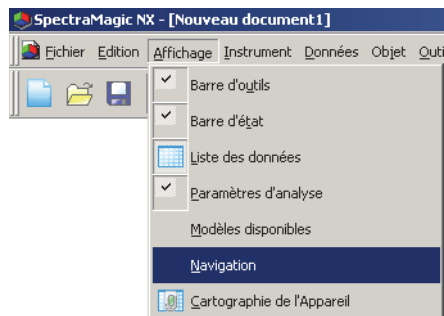 SpectraMagic NX - [Nouveau document1]
Fichier Edition Affichage Instrument Données Objet
Barre d'outils
Barre d'état
Liste des données
Paramètres d'analyse
Modèles disponibles
Navigation
Cartographie de l'Appareil